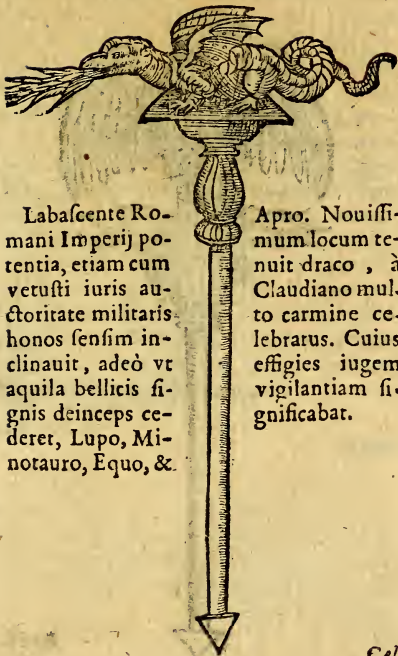 Labaſcente Ro-
mani Imperij po-
tentia, etiam cum
vetuſti iuris au-
ctoritate militaris
honos ſenſim in-
clinauit, adeò vt
aquila bellicis ſi-
gnis deinceps ce-
deret, Lupo, Mi-
notauro, Equo, &
Apro. Nouiſſi-
mum locum te-
nuit draco , à
Claudiano mul-
to carmine ce-
lebratus. Cuius
effigies iugem
vigilantiam ſi-
gnificabat.